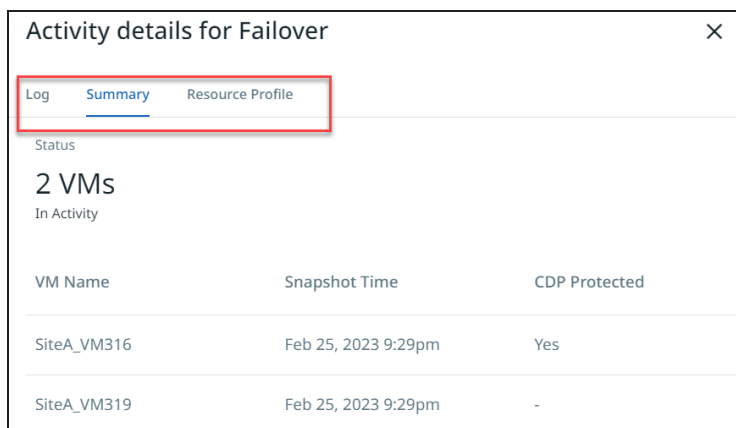 Activity details for Failover
Log Summary Resource Profile
Status
2 VMs
In Activity
VM Name Snapshot Time CDP Protected
SiteA_VM316 Feb 25, 2023 9:29pm Yes
SiteA_VM319 Feb 25, 2023 9:29pm -